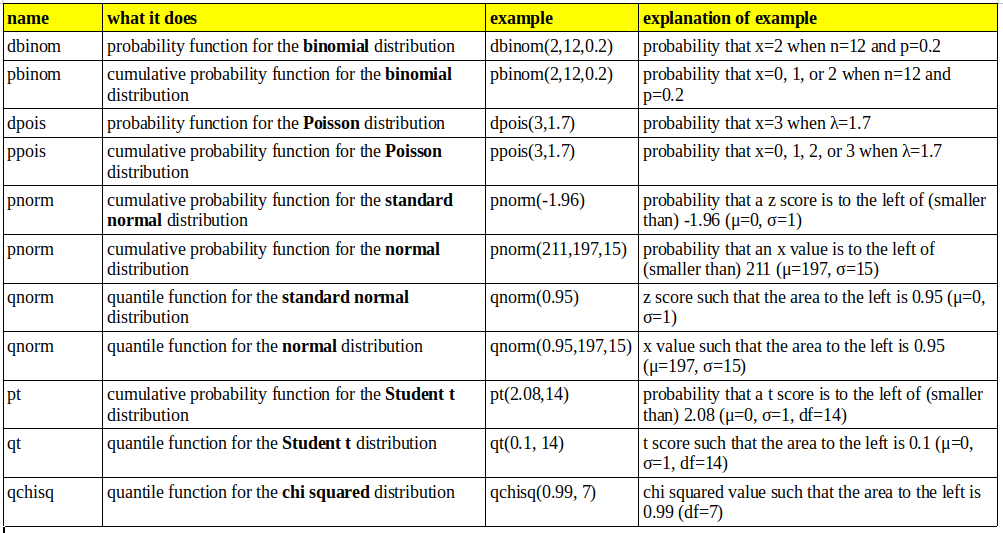 name what it does example explanation of example
dbinom probability function for the binomial distribution dbinom(2,12,0.2) probability that x=2 when n=12 and p=0.2
pbinom cumulative probability function for the binomial pbinom(2,12,0.2) probability that x=0, 1, or 2 when n=12 and
distribution p=0.2
dpois probability function for the Poisson distribution dpois(3,1.7) probability that x=3 when λ=1.7
ppois cumulative probability function for the Poisson ppois(3,1.7) probability that x=0, 1, 2, or 3 when λ=1.7
distribution
pnorm cumulative probability function for the standard pnorm(-1.96) probability that a z score is to the left of (smaller
normal distribution than) -1.96 (μ=0, σ=1)
pnorm cumulative probability function for the normal pnorm(211,197,15) probability that an x value is to the left of
distribution (smaller than) 211 (μ=197, σ=15)
qnorm quantile function for the standard normal qnorm(0.95) z score such that the area to the left is 0.95 (μ=0,
distribution σ=1)
qnorm quantile function for the normal distribution qnorm(0.95,197,15) x value such that the area to the left is 0.95
(μ=197, σ=15)
pt cumulative probability function for the Student t pt(2.08,14) probability that a t score is to the left of (smaller
distribution than) 2.08 (μ=0, σ=1, df=14)
qt quantile function for the Student t distribution qt(0.1, 14) t score such that the area to the left is 0.1 (μ=0,
σ=1, df=14)
qchisq quantile function for the chi squared distribution qchisq(0.99, 7) chi squared value such that the area to the left is
0.99 (df=7)